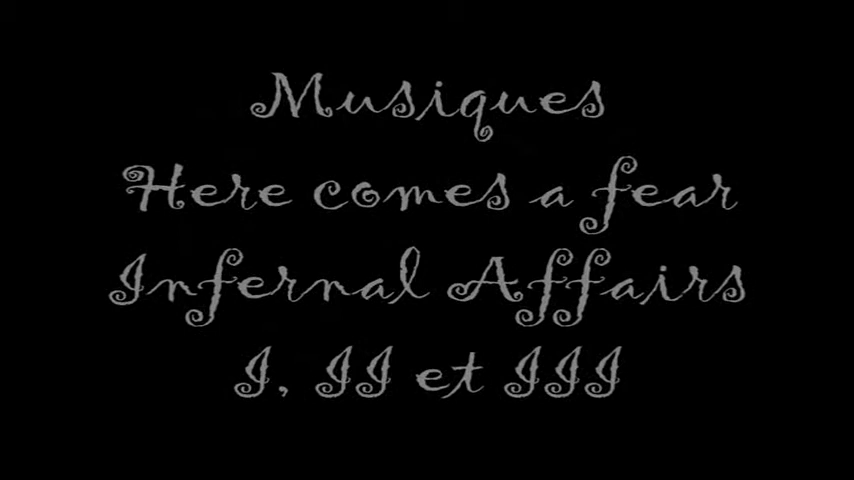 Musiques
Here comes a fear
Infernal Affairs
I, II et III